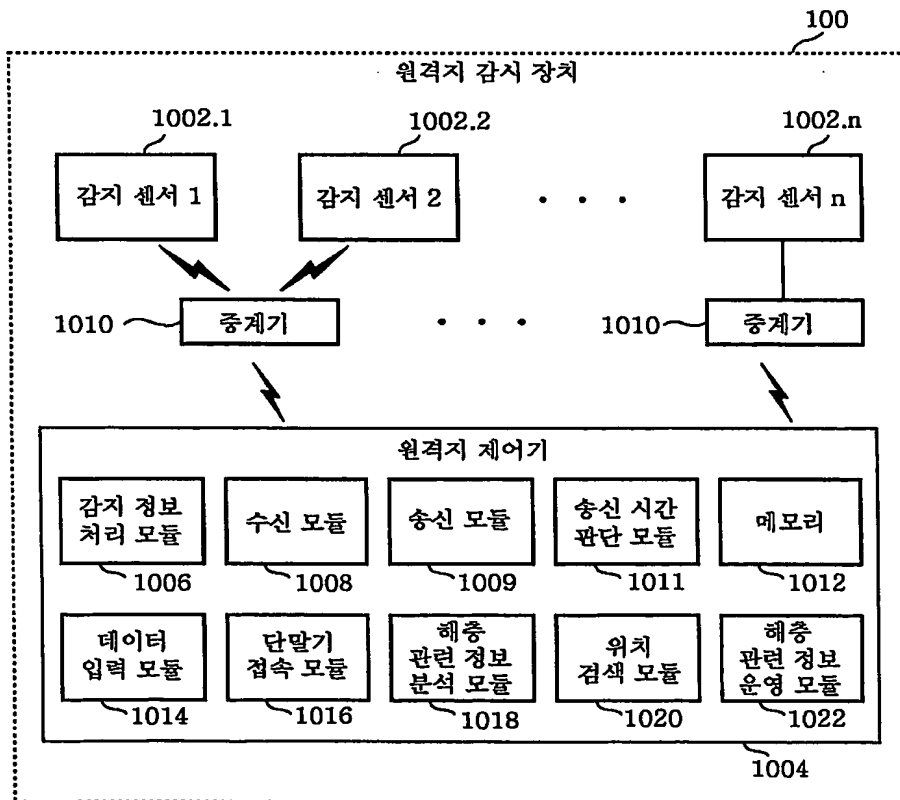 100
원격지 감시 장치
1002.1
1002.2
1002.n
감지 센서 1
감지 센서 2
감지 센서 n
1010
중계기
1010
중계기
원격지 제어기
감지 정보
처리 모듈
수신 모듈
송신 모듈
송신 시간
판단 모듈
메모리
1006
1008
1009
1011
1012
데이터
입력 모듈
단말기
접속 모듈
해충
관련 정보
분석 모듈
위치
검색 모듈
해충
관련 정보
운영 모듈
1014
1016
1018
1020
1022
1004